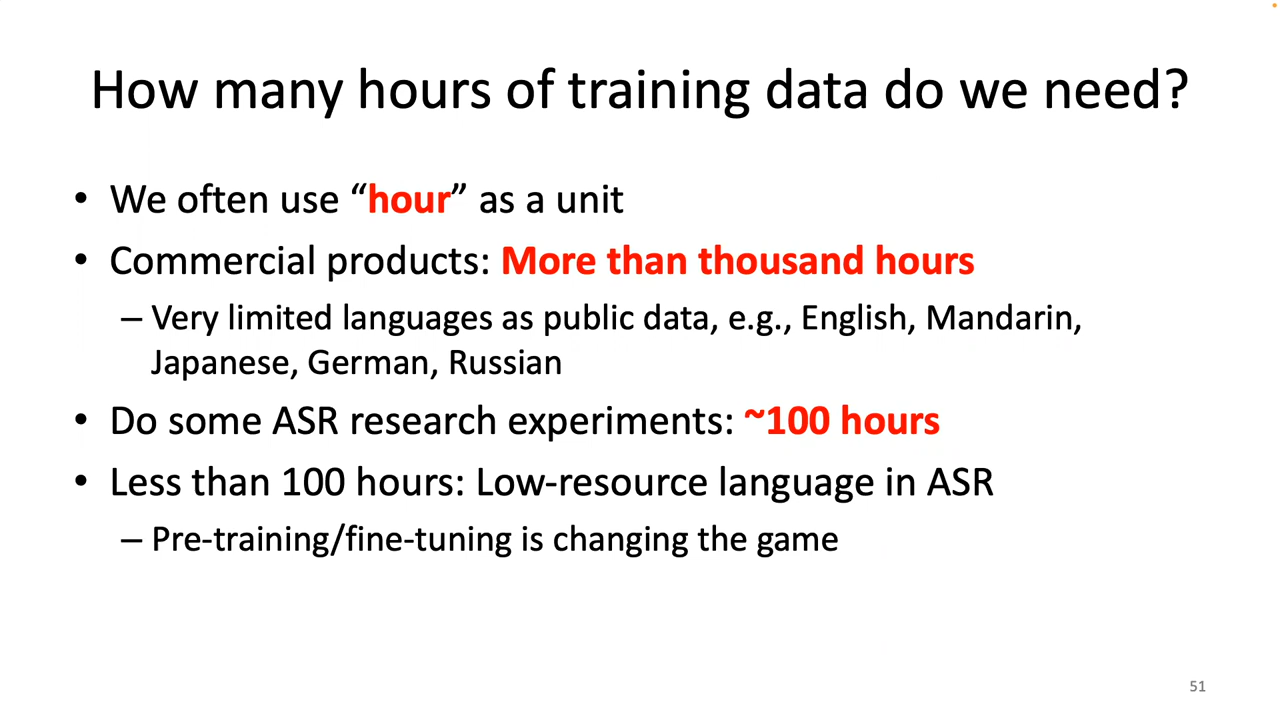 How many hours of training data do we need?
• We often use “hour” as a unit
• Commercial products: More than thousand hours
– Very limited languages as public data, e.g., English, Mandarin,
Japanese, German, Russian
• Do some ASR research experiments: ~100 hours
• Less than 100 hours: Low-resource language in ASR
– Pre-training/fine-tuning is changing the game
51